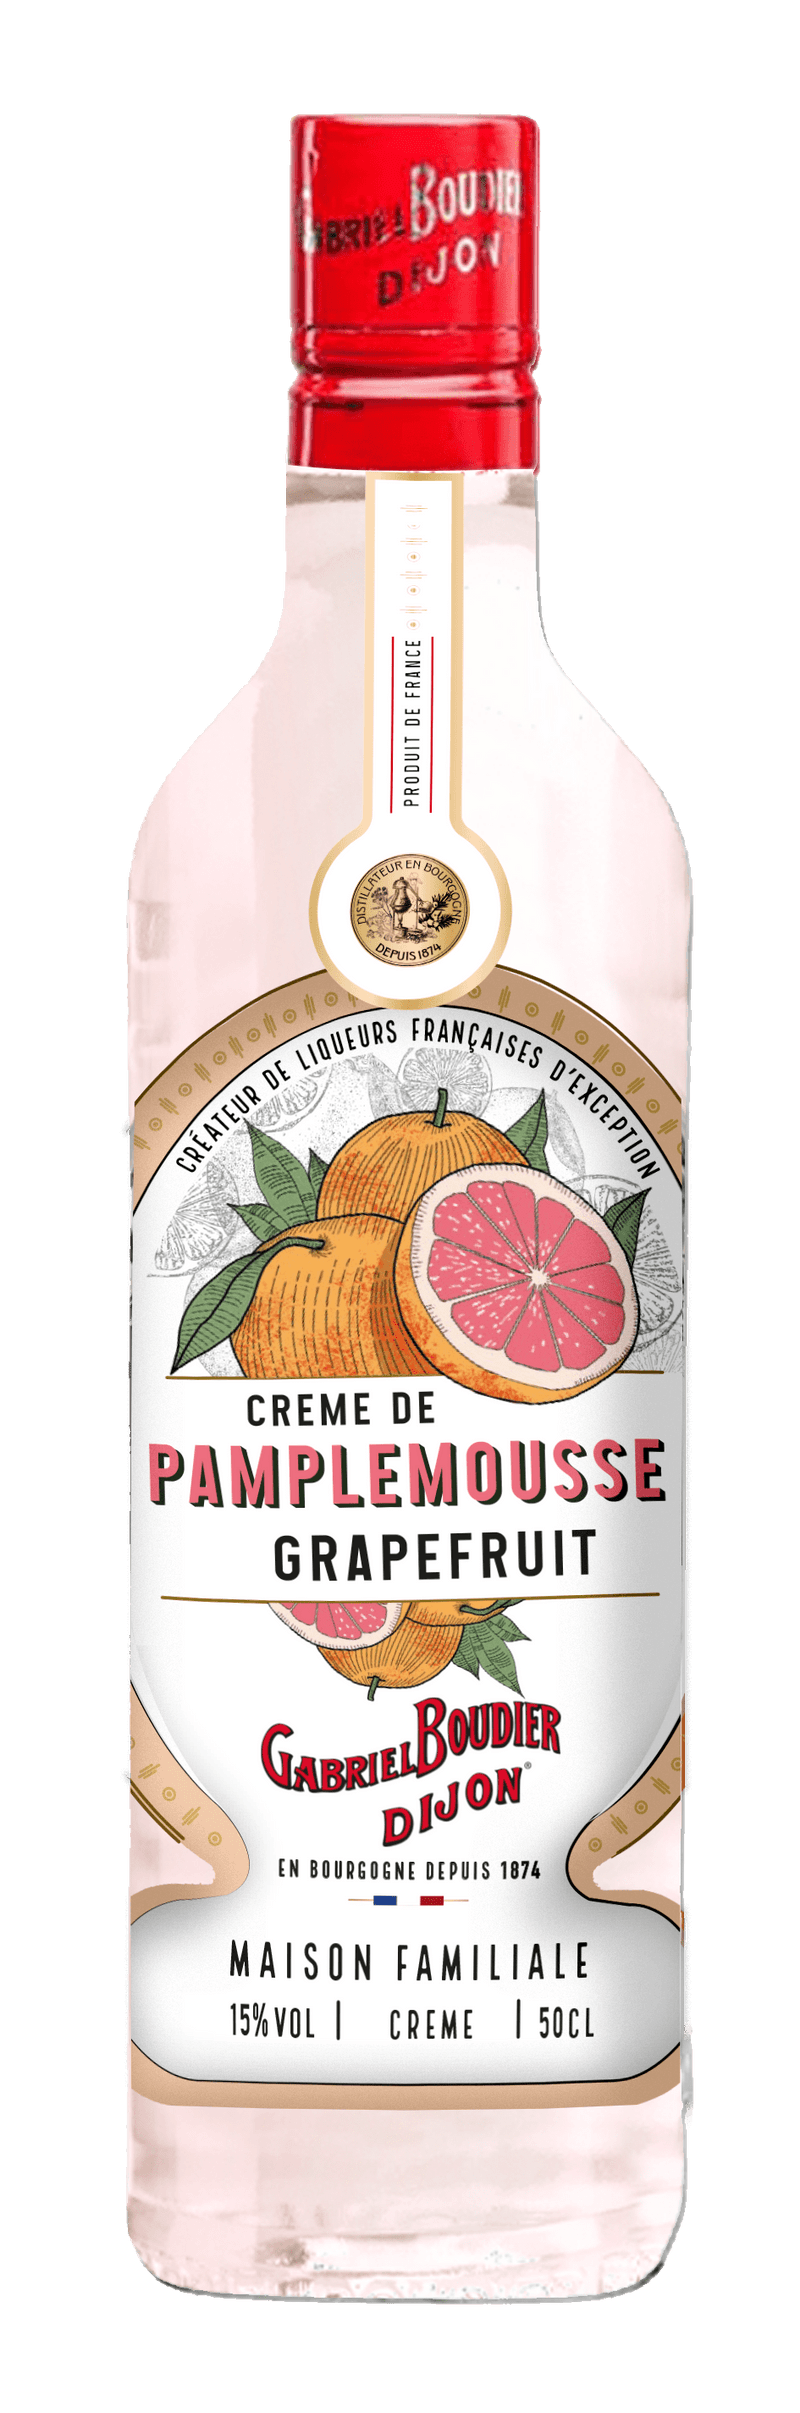 GABRIEL BOUDIER
DIJON
PRODUIT DE FRANCE
DISTILLATEUR EN BOURGOGNE
DEPUIS 1874
CRÉATEUR DE LIQUEURS FRANÇAISES D'EXCEPTION
CREME DE
PAMPLEMOUSSE
GRAPEFRUIT
GABRIEL BOUDIER
DIJON®
EN BOURGOGNE DEPUIS 1874
MAISON FAMILIALE
15% VOL | CREME | 50CL